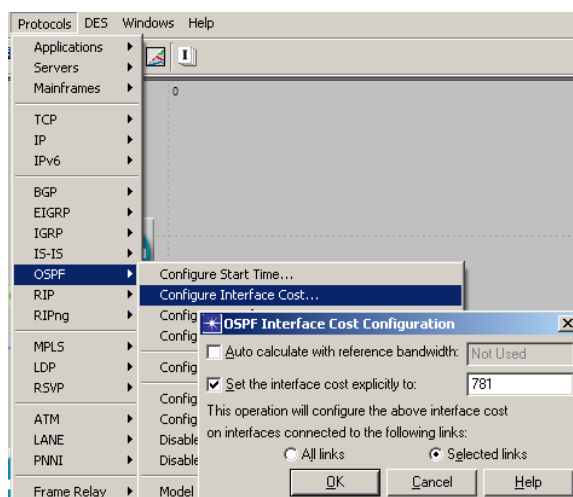 Protocols DES Windows Help
Applications
Servers
Mainframes
0
TCP
IP
IPv6
BGP
EIGRP
IGRP
IS-IS
OSPF
RIP
RIPng
MPLS
LDP
RSVP
ATM
LANE
PNNI
Frame Relay
Configure Start Time...
Configure Interface Cost...
Config
Config
Config
Config
Config
Disable
Disable
Model
OSPF Interface Cost Configuration
Auto calculate with reference bandwidth: Not Used
Set the interface cost explicitly to: 781
This operation will configure the above interface cost
on interfaces connected to the following links:
All links Selected links
OK Cancel Help